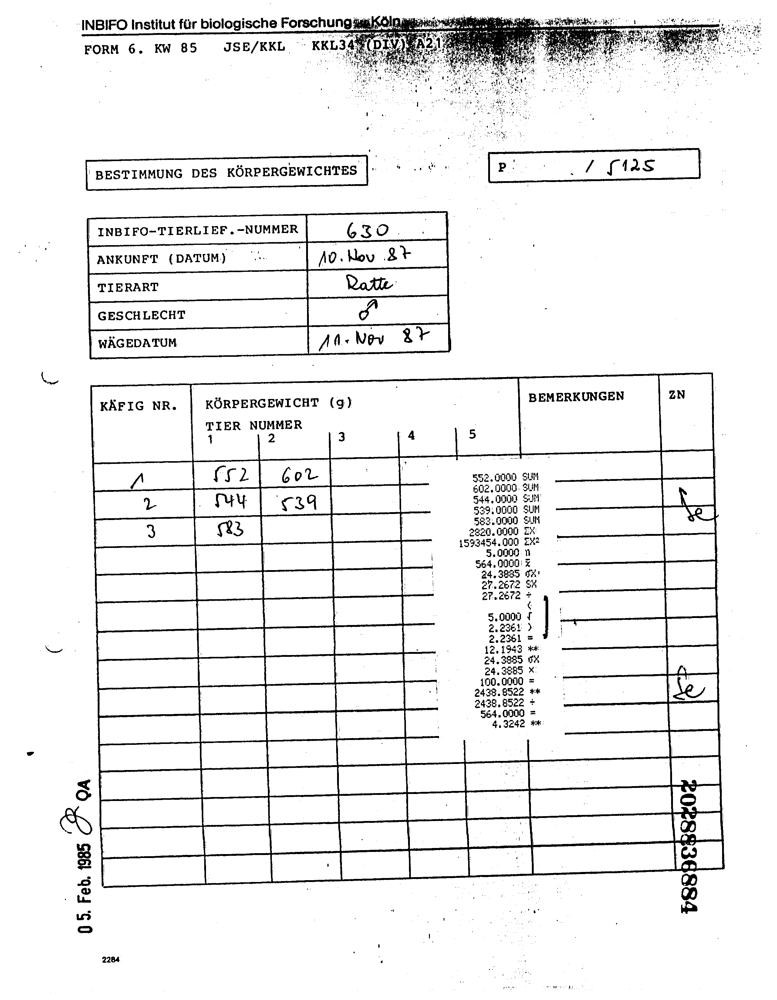 INBIFO Institut für biologische Forschung Köln
FORM 6. KW 85 JSE/KKL KKL34 (DIV) A21
BESTIMMUNG DES KÖRPERGEWICHTES
P / 5125
INBIFO-TIERLIEF.-NUMMER 630
ANKUNFT (DATUM) 10. Nov 87
TIERART Ratte
GESCHLECHT ♂
WÄGEDATUM 11. Nov 87
KÄFIG NR. KÖRPERGEWICHT (g) BEMERKUNGEN ZN
TIER NUMMER
1 2 3 4 5
1 552 602
2 544 539
3 583
552.0000 SUM
602.0000 SUM
544.0000 SUM
539.0000 SUM
583.0000 SUM
2820.0000 ΣX
1593454.000 ΣX²
5.0000 n
564.0000 x̄
24.3885 σX
27.2672 SX
27.2672 ÷
(
5.0000 √
2.2361 )
2.2361 =
12.1943 **
24.3885 σX
24.3885 ×
100.0000 =
2438.8522 **
2438.8522 ÷
564.0000 =
4.3242 **
05. Feb. 1985 QA
2028836884
2284